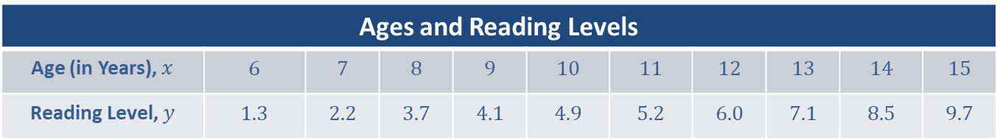 Ages and Reading Levels
Age (in Years), x 6 7 8 9 10 11 12 13 14 15
Reading Level, y 1.3 2.2 3.7 4.1 4.9 5.2 6.0 7.1 8.5 9.7